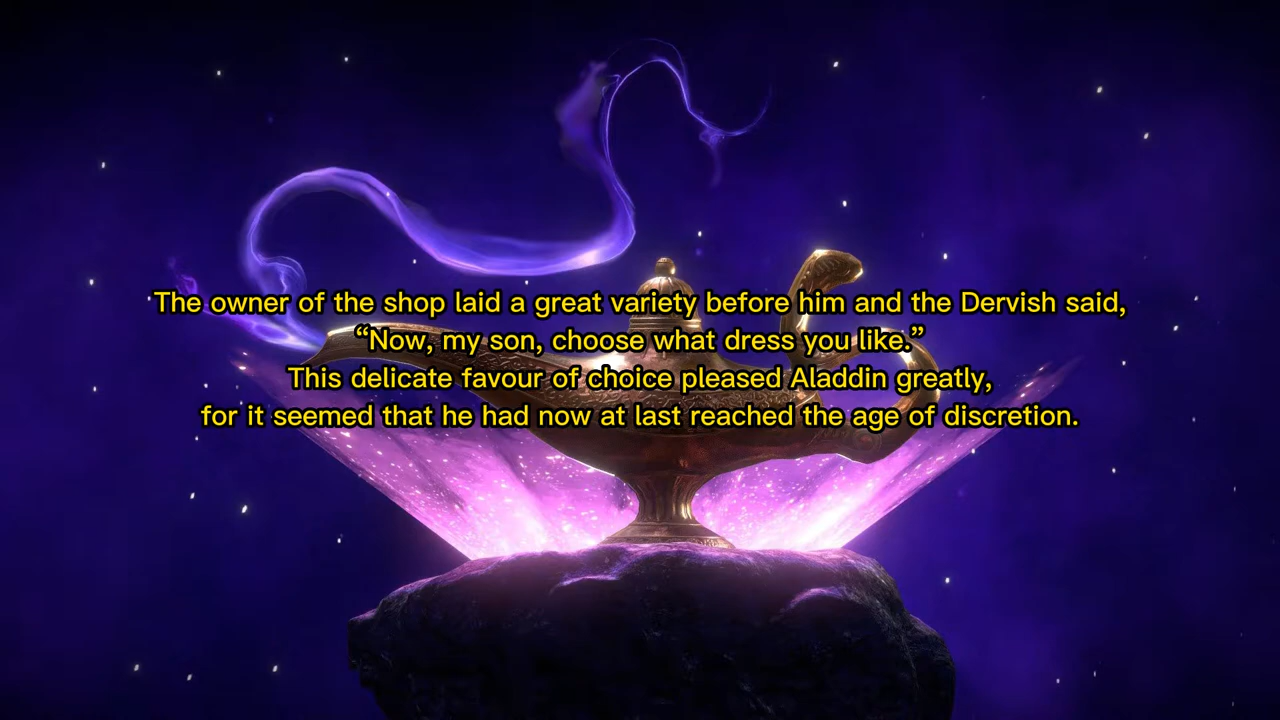 The owner of the shop laid a great variety before him and the Dervish said,
“Now, my son, choose what dress you like.”
This delicate favour of choice pleased Aladdin greatly,
for it seemed that he had now at last reached the age of discretion.